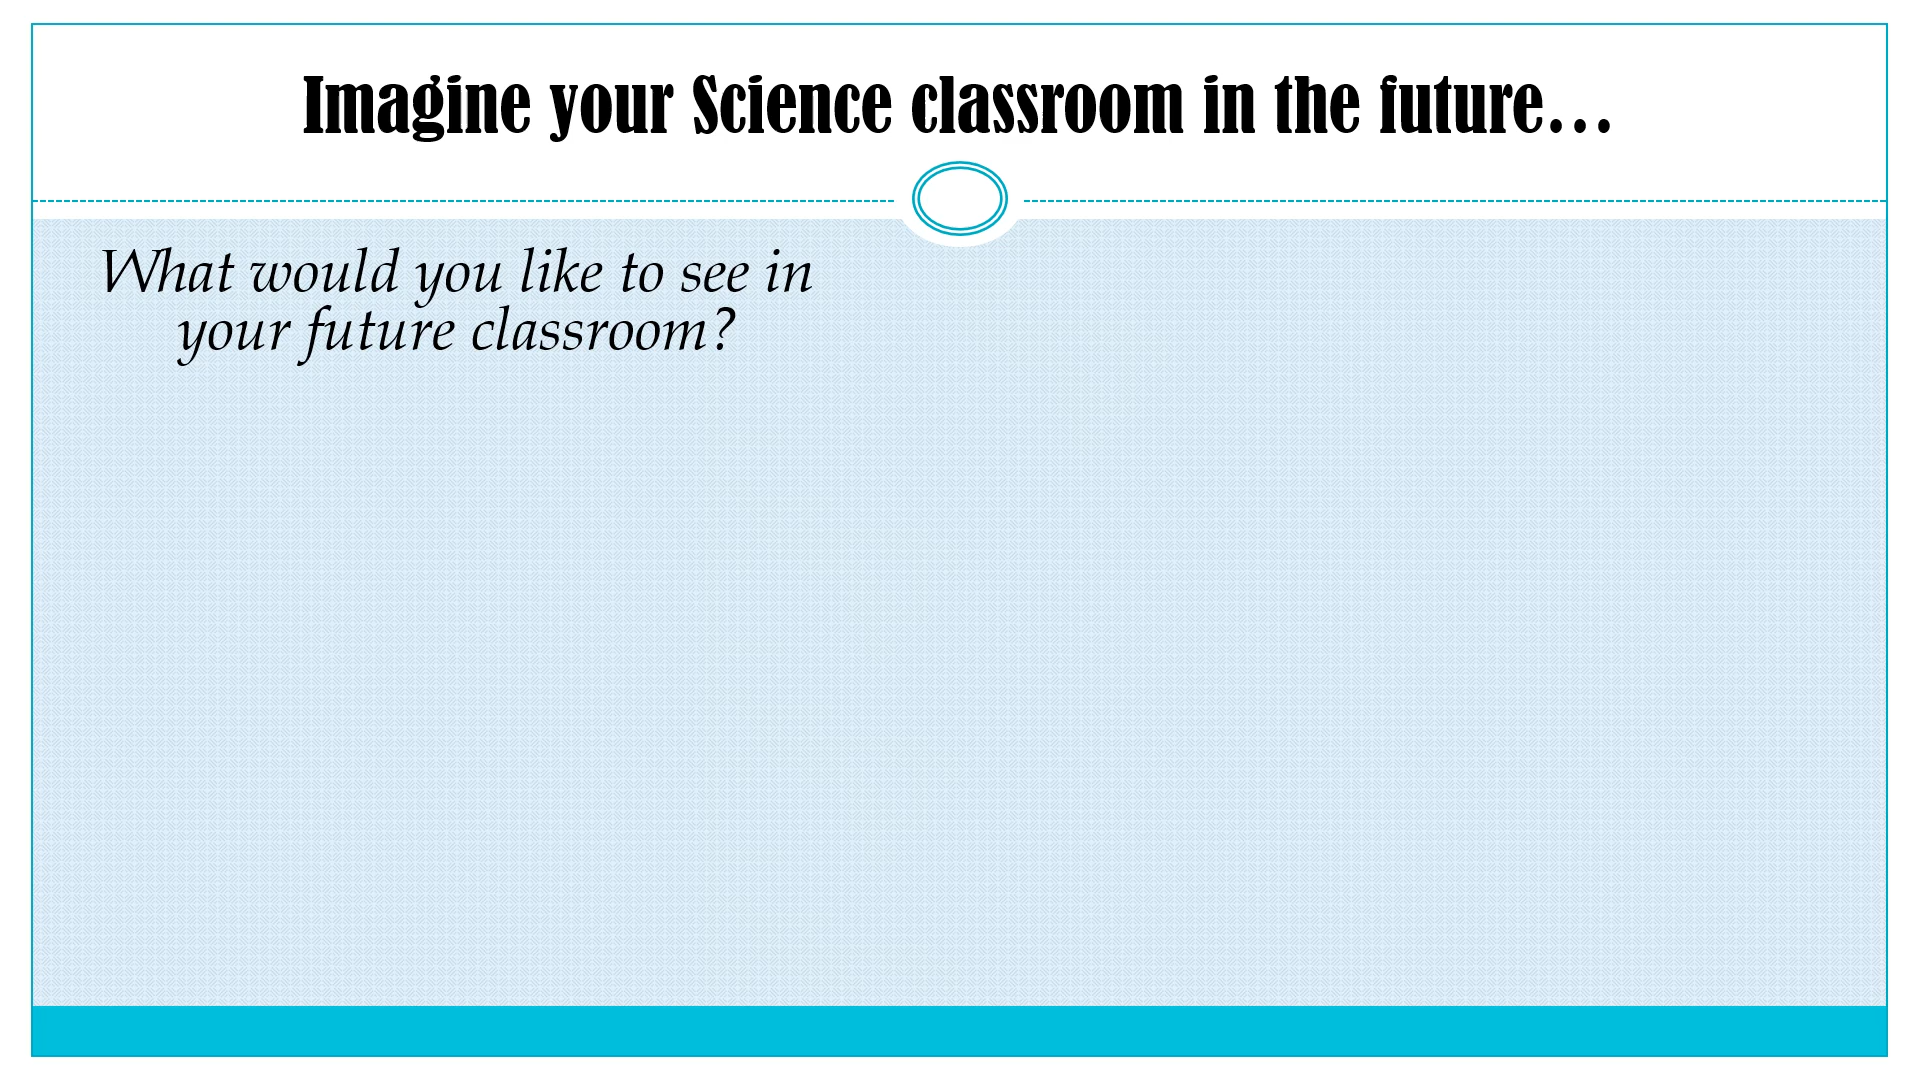 Imagine your Science classroom in the future…
What would you like to see in
your future classroom?